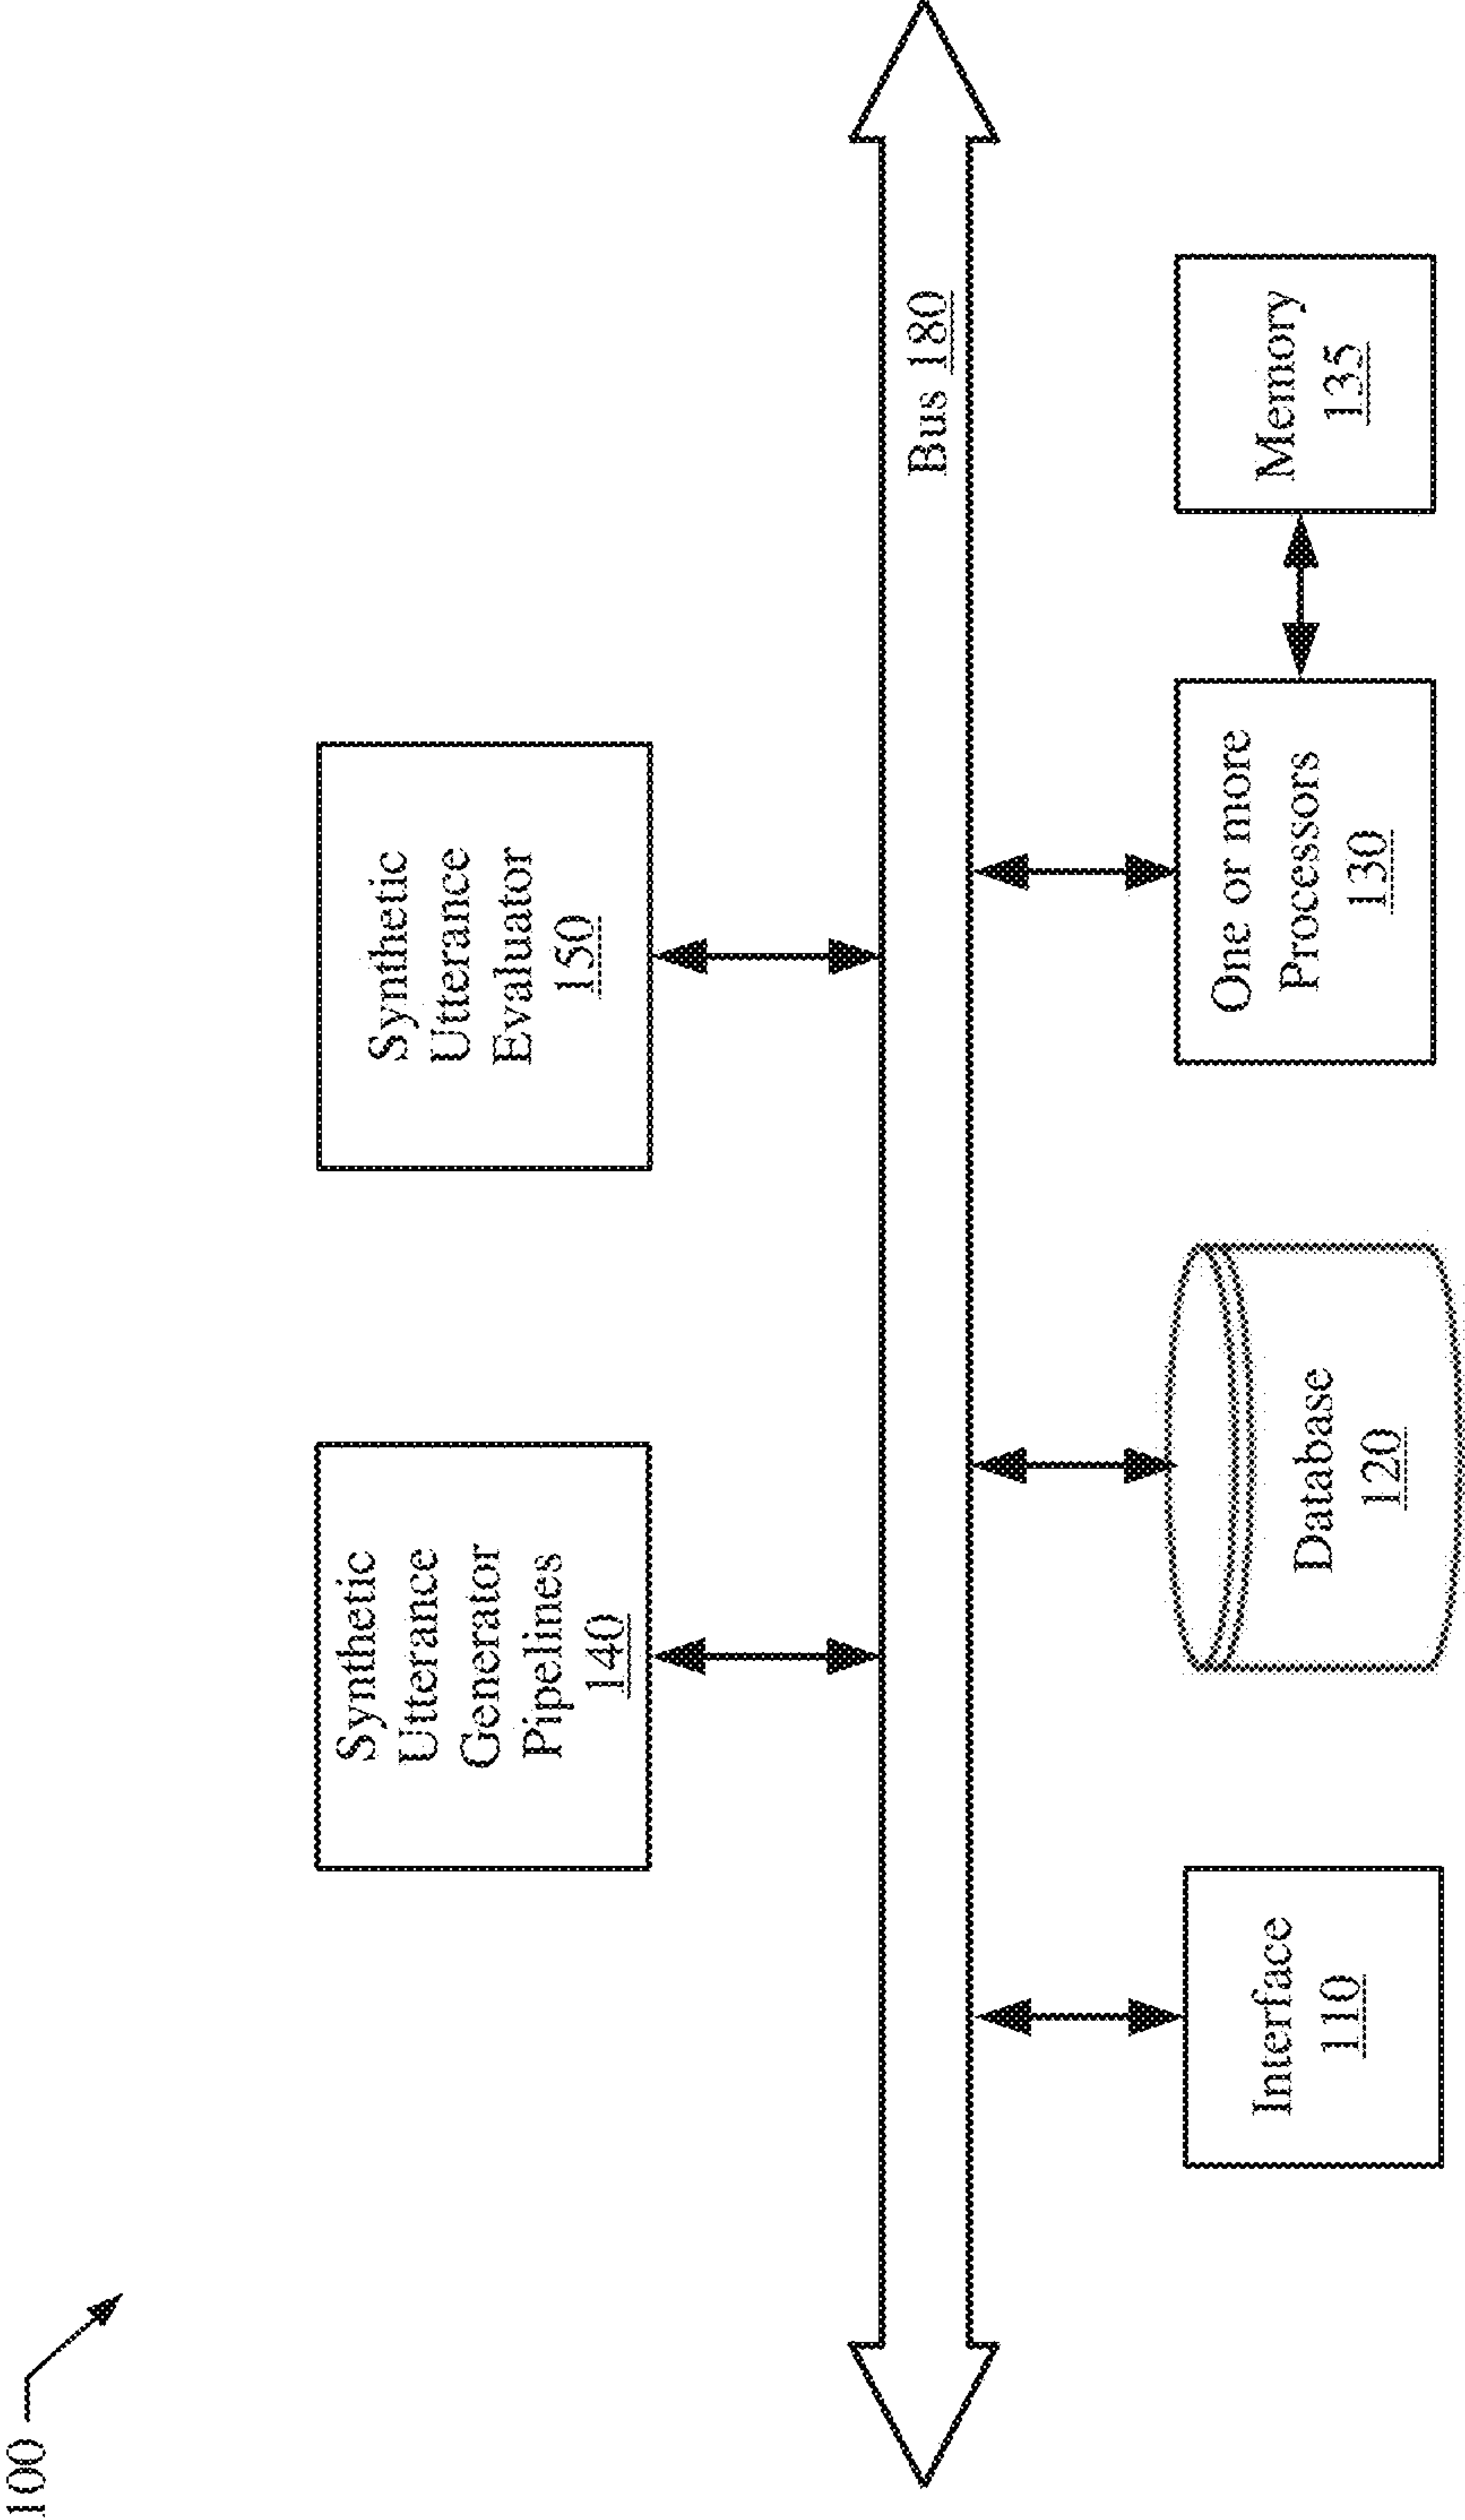 100
Synthetic
Utterance
Generator
Pipelines
140
Synthetic
Utterance
Evaluator
150
Bus 180
Interface
110
Database
120
One or more
Processors
130
Memory
135